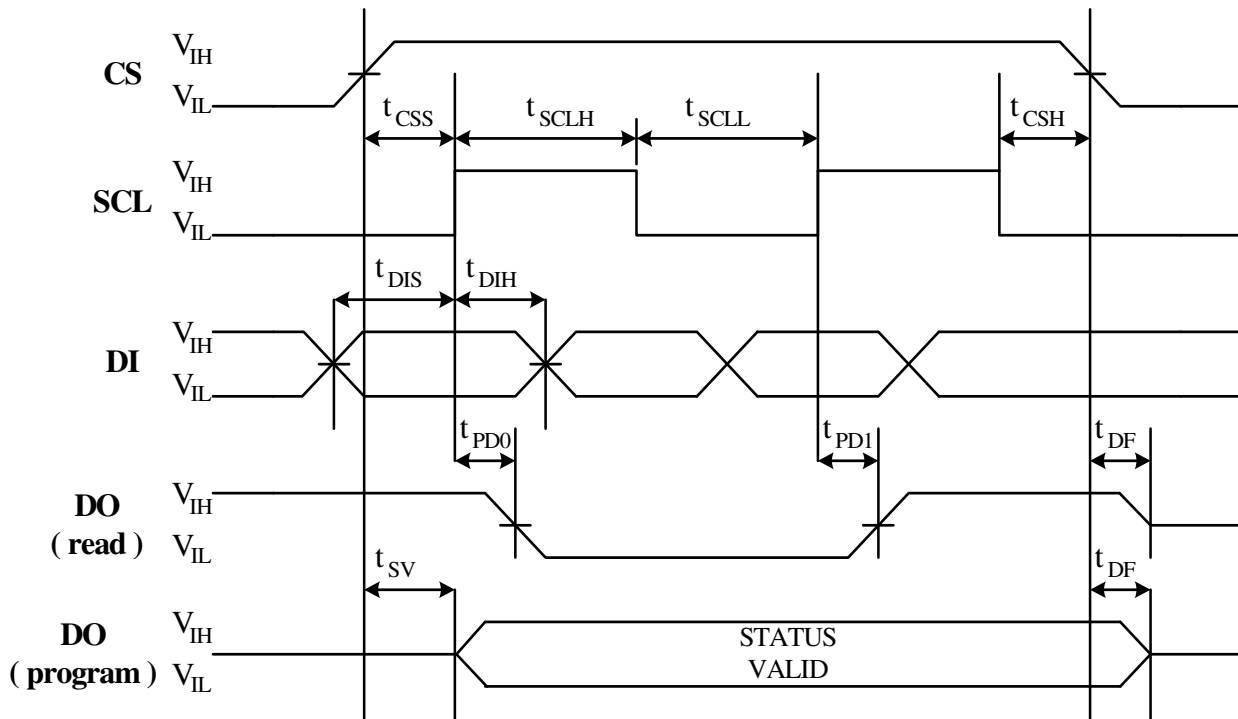 V_IH
CS
V_IL
t_CSS t_SCLH t_SCLL t_CSH
V_IH
SCL
V_IL
t_DIS t_DIH
V_IH
DI
V_IL
t_PD0 t_PD1 t_DF
V_IH
DO
( read )
V_IL
t_SV t_DF
V_IH
DO
( program )
V_IL
STATUS
VALID